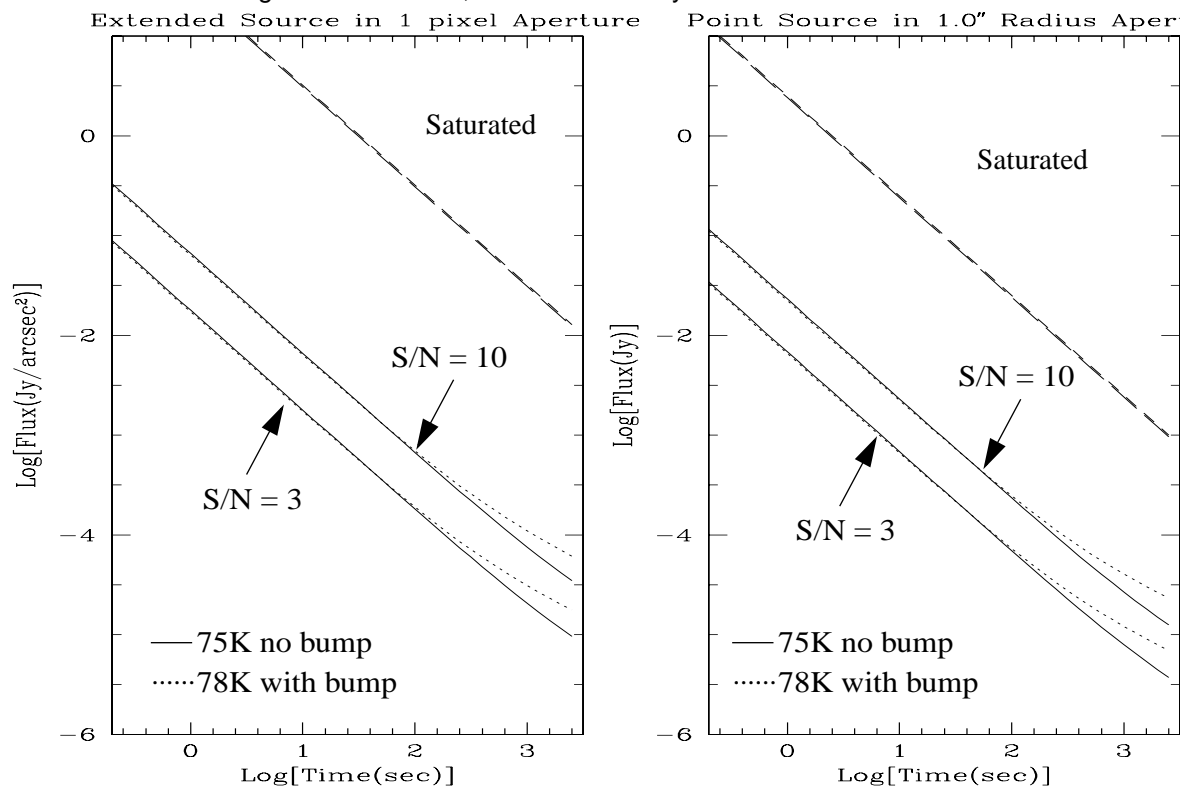 Extended Source in 1 pixel Aperture
Saturated
S/N = 10
S/N = 3
75K no bump
78K with bump
0
−2
−4
−6
Log[Flux(Jy/arcsec²)]
0
1
2
3
Log[Time(sec)]
Point Source in 1.0″ Radius Aper
Saturated
S/N = 10
S/N = 3
75K no bump
78K with bump
0
−2
−4
−6
Log[Flux(Jy)]
0
1
2
3
Log[Time(sec)]